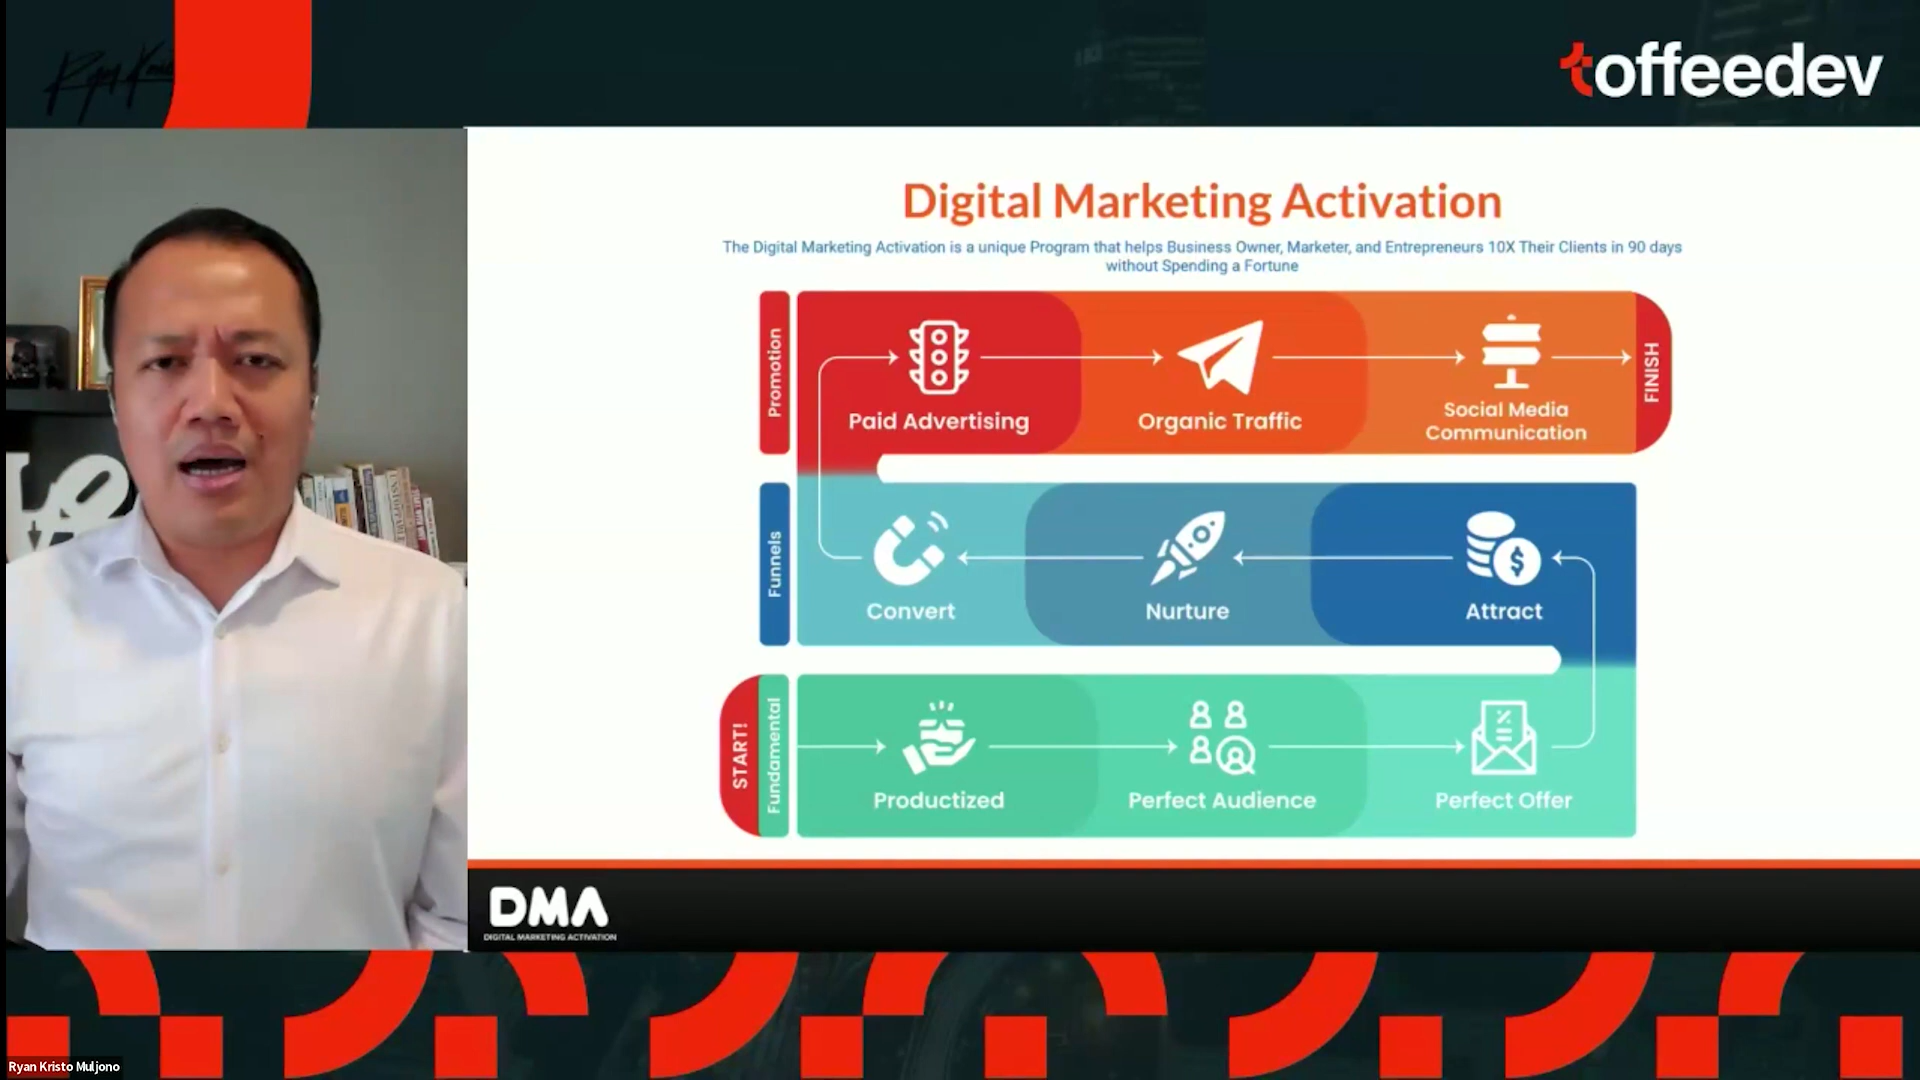 toffeedev
Digital Marketing Activation
The Digital Marketing Activation is a unique Program that helps Business Owner, Marketer, and Entrepreneurs 10X Their Clients in 90 days
without Spending a Fortune
Promotion
Paid Advertising
Organic Traffic
Social Media
Communication
FINISH
Funnels
Convert
Nurture
Attract
START!
Fundamental
Productized
Perfect Audience
Perfect Offer
DMA
DIGITAL MARKETING ACTIVATION
Ryan Kristo Muljono